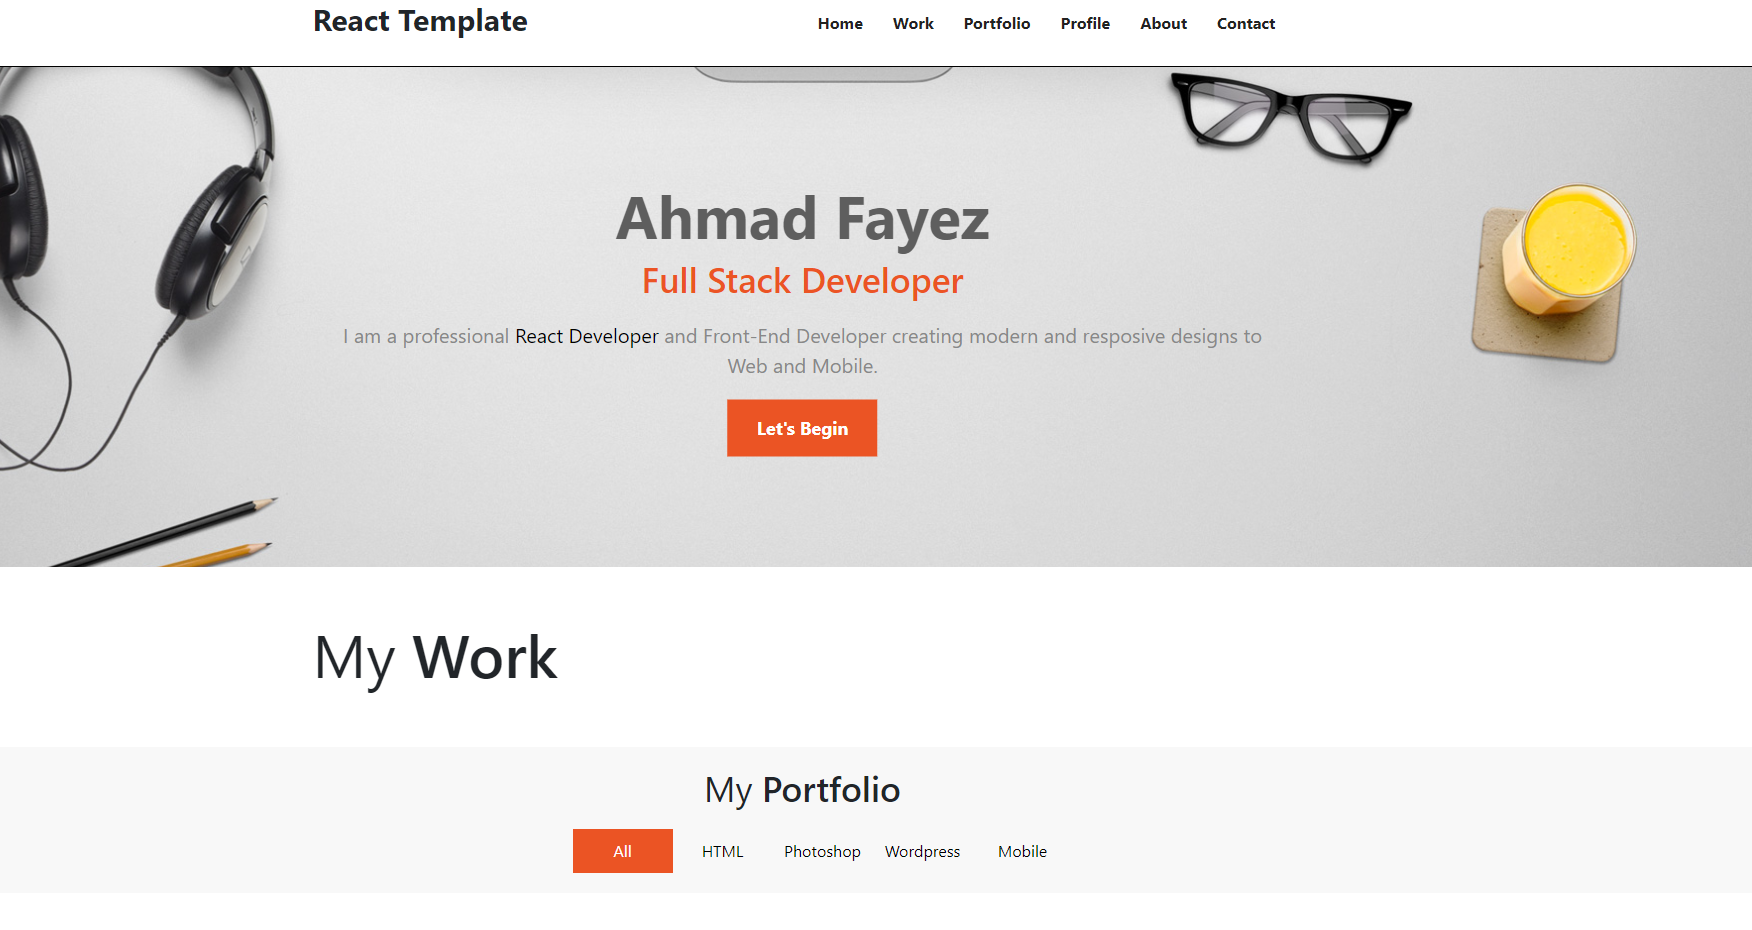 React Template
Home Work Portfolio Profile About Contact
Ahmad Fayez
Full Stack Developer
I am a professional React Developer and Front-End Developer creating modern and resposive designs to
Web and Mobile.
Let's Begin
My Work
My Portfolio
All HTML Photoshop Wordpress Mobile